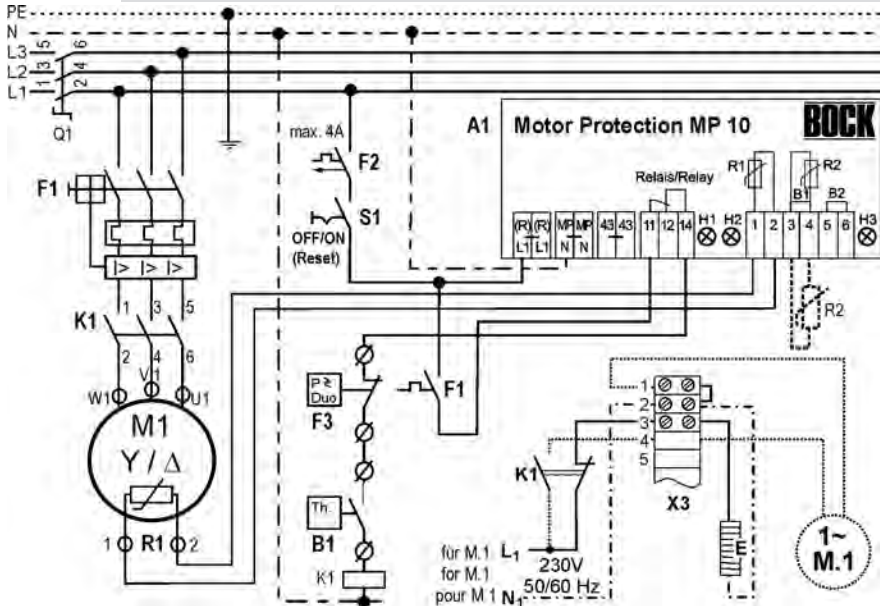 PE
N
L3 5 6
L2 3 4
L1 1 2
Q1
max. 4A
F2
S1
OFF/ON
(Reset)
A1 Motor Protection MP 10 BOCK
R1
R2
B1
B2
Relais/Relay
(R) (R) MP MP 43 43 11 12 14 H1 H2 1 2 3 4 5 6 H3
L1 L1 N N
R2
F1
I> I> I>
1 3 5
K1
2 4 6
W1 V1 U1
M1
Y / Δ
1 R1 2
P≥
Duo
F3
F1
Th.
B1
K1
1
2
3
4
5
X3
K1
E
1~
M.1
für M.1 L1
for M.1 230V
pour M 1 N1 50/60 Hz